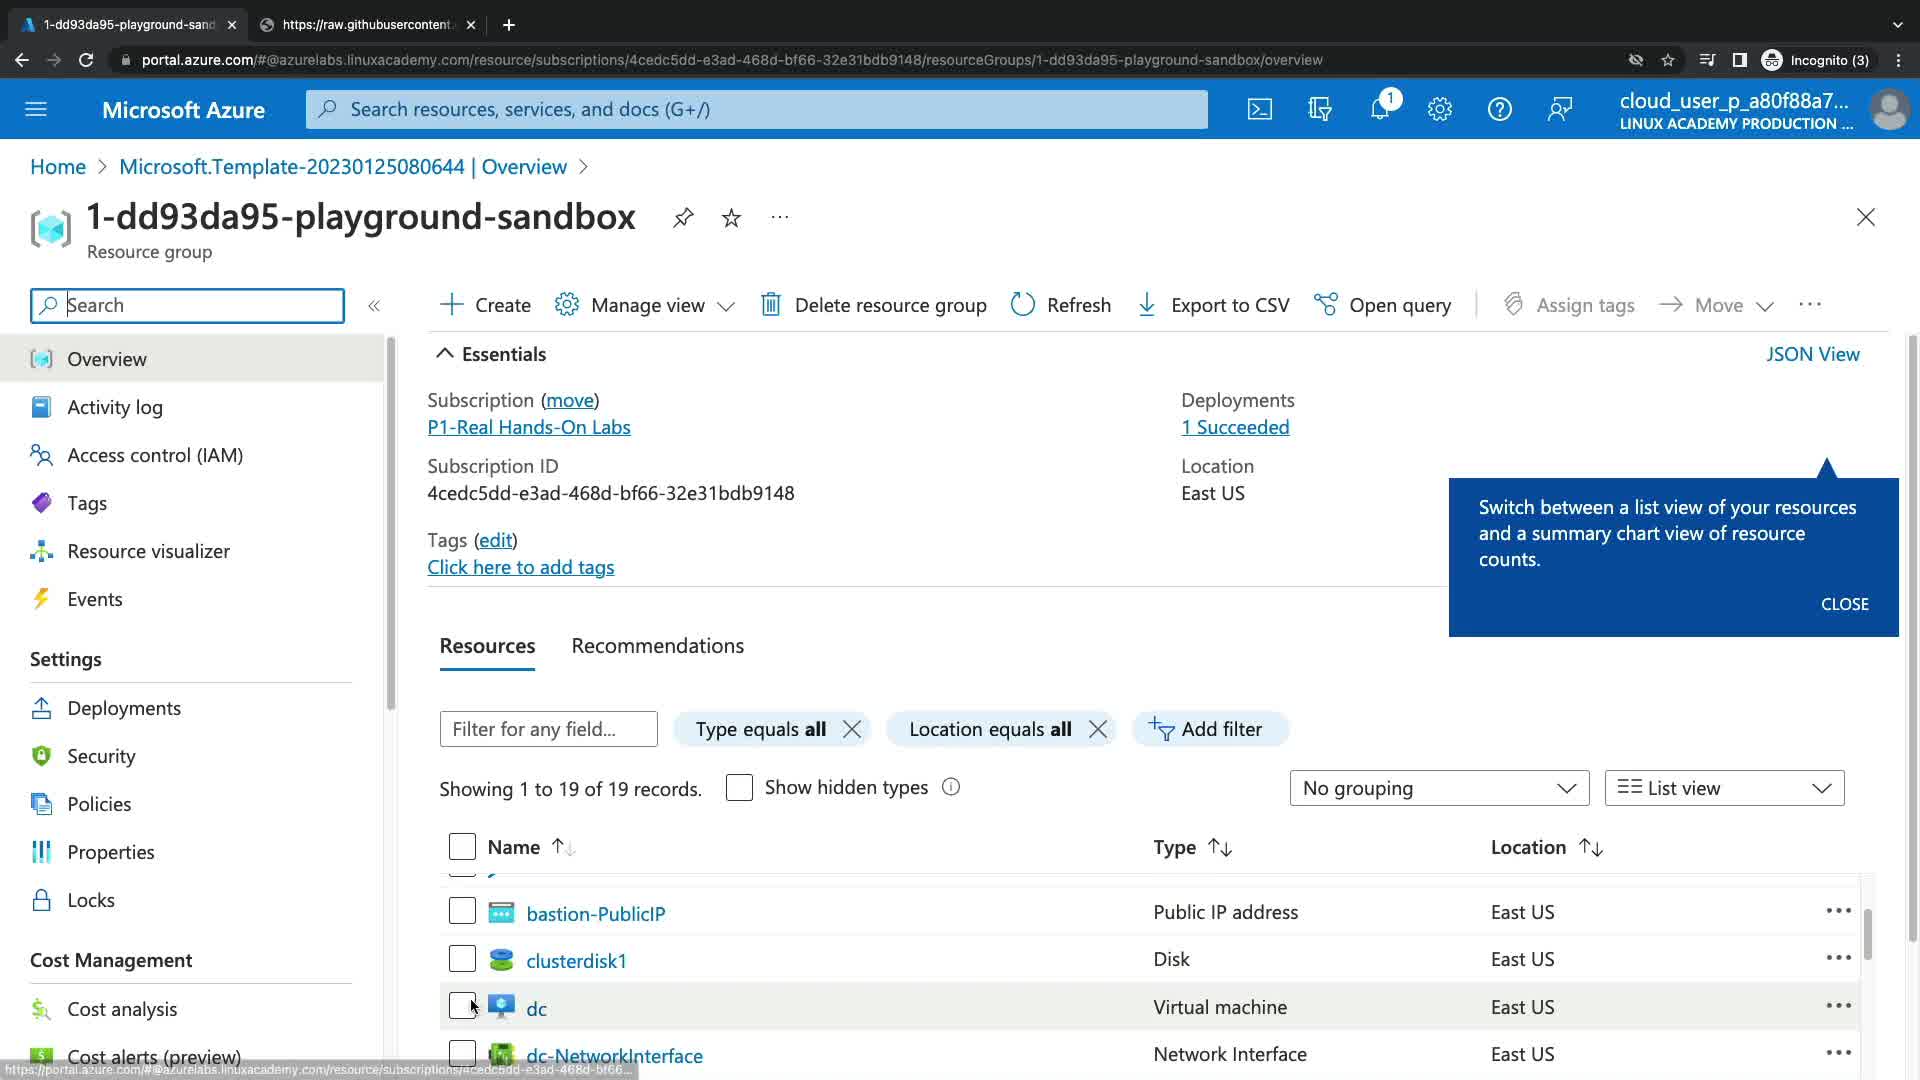 1-dd93da95-playground-sand
https://raw.githubusercontent.
portal.azure.com/#@azurelabs.linuxacademy.com/resource/subscriptions/4cedc5dd-e3ad-468d-bf66-32e31bdb9148/resourceGroups/1-dd93da95-playground-sandbox/overview
Incognito (3)
Microsoft Azure
Search resources, services, and docs (G+/)
1
cloud_user_p_a80f88a7...
LINUX ACADEMY PRODUCTION ...
Home > Microsoft.Template-20230125080644 | Overview >
1-dd93da95-playground-sandbox
Resource group
Search
Create
Manage view
Delete resource group
Refresh
Export to CSV
Open query
Assign tags
Move
Overview
Activity log
Access control (IAM)
Tags
Resource visualizer
Events
Settings
Deployments
Security
Policies
Properties
Locks
Cost Management
Cost analysis
Cost alerts (preview)
Essentials
JSON View
Subscription (move)
P1-Real Hands-On Labs
Subscription ID
4cedc5dd-e3ad-468d-bf66-32e31bdb9148
Tags (edit)
Click here to add tags
Deployments
1 Succeeded
Location
East US
Switch between a list view of your resources
and a summary chart view of resource
counts.
CLOSE
Resources
Recommendations
Filter for any field...
Type equals all
Location equals all
Add filter
Showing 1 to 19 of 19 records.
Show hidden types
No grouping
List view
Name
Type
Location
bastion-PublicIP
Public IP address
East US
clusterdisk1
Disk
East US
dc
Virtual machine
East US
dc-NetworkInterface
Network Interface
East US
https://portal.azure.com/#@azurelabs.linuxacademy.com/resource/subscriptions/4cedc5dd-e3ad-468d-bf66...